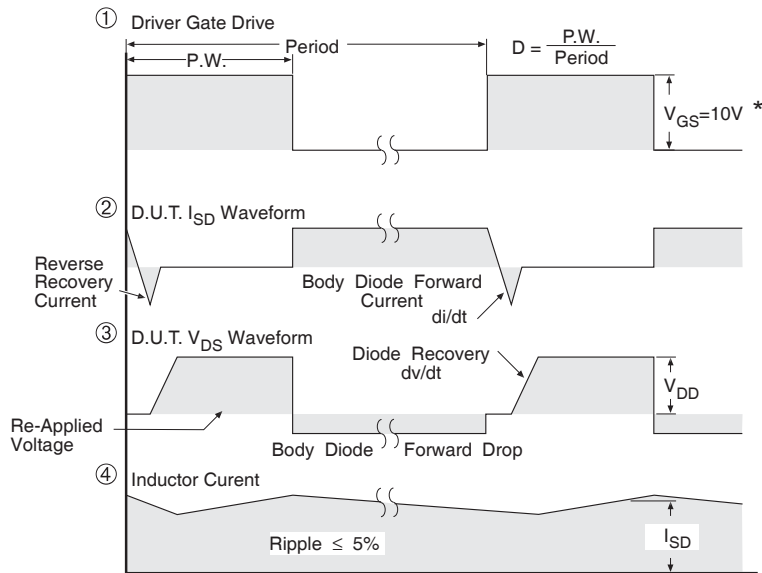 ① Driver Gate Drive
Period
P.W.
D = P.W.
Period
V_GS=10V *
② D.U.T. I_SD Waveform
Reverse
Recovery
Current
Body Diode Forward
Current
di/dt
③ D.U.T. V_DS Waveform
Diode Recovery
dv/dt
V_DD
Re-Applied
Voltage
Body Diode Forward Drop
④ Inductor Curent
Ripple ≤ 5%
I_SD